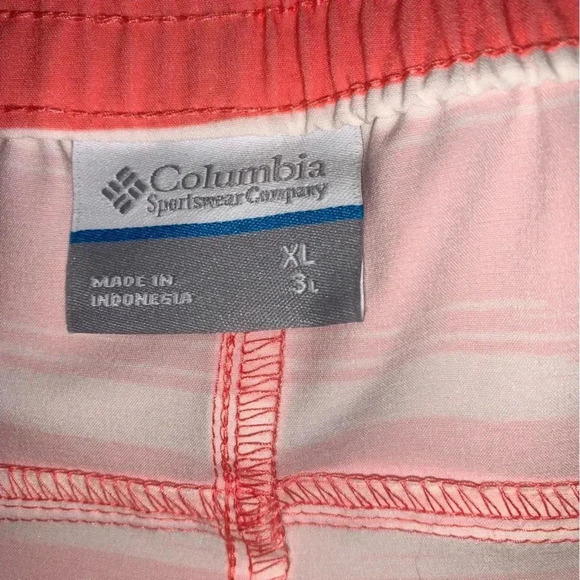 Columbia
Sportswear Company
XL
MADE IN
3L
INDONESIA